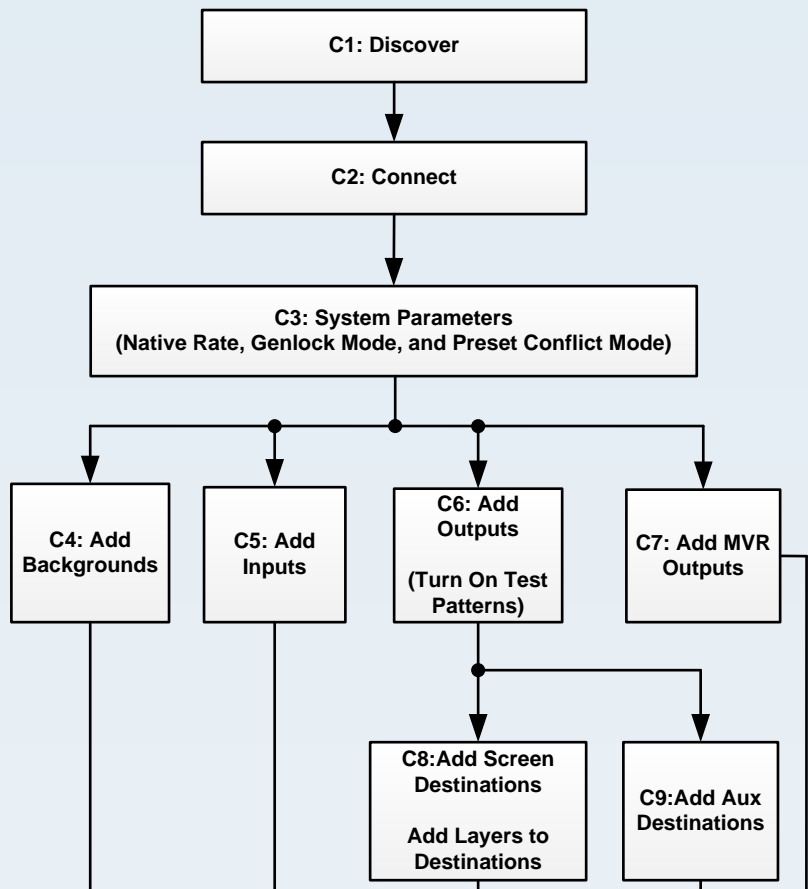 C1: Discover
C2: Connect
C3: System Parameters
(Native Rate, Genlock Mode, and Preset Conflict Mode)
C4: Add
Backgrounds
C5: Add
Inputs
C6: Add
Outputs
(Turn On Test
Patterns)
C7: Add MVR
Outputs
C8:Add Screen
Destinations
Add Layers to
Destinations
C9:Add Aux
Destinations